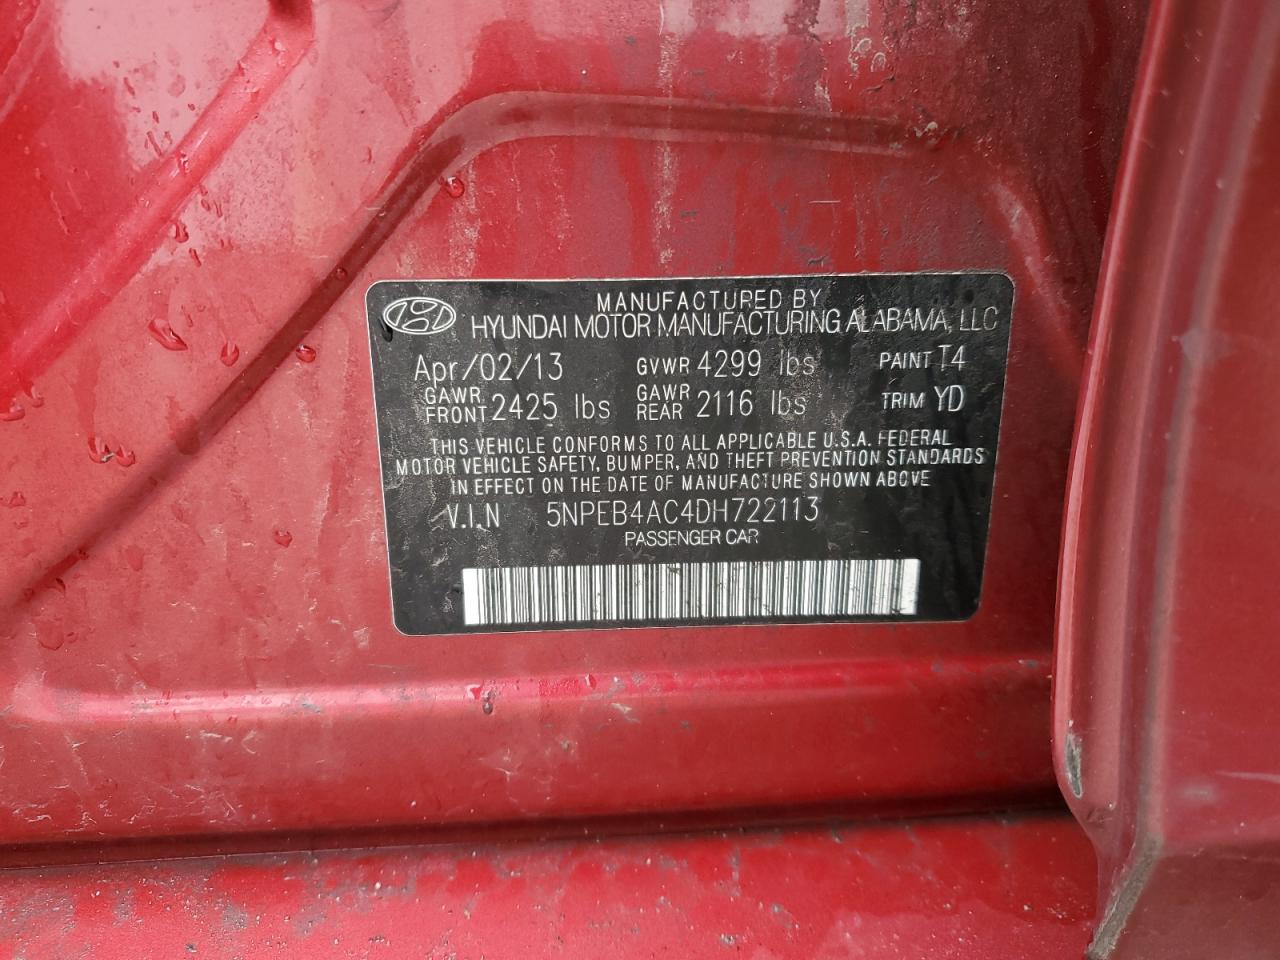 MANUFACTURED BY
HYUNDAI MOTOR MANUFACTURING ALABAMA, LLC
Apr/02/13 GVWR 4299 lbs PAINT T4
GAWR FRONT 2425 lbs GAWR REAR 2116 lbs TRIM YD
THIS VEHICLE CONFORMS TO ALL APPLICABLE U.S.A. FEDERAL
MOTOR VEHICLE SAFETY, BUMPER, AND THEFT PREVENTION STANDARDS
IN EFFECT ON THE DATE OF MANUFACTURE SHOWN ABOVE
V.I.N 5NPEB4AC4DH722113
PASSENGER CAR